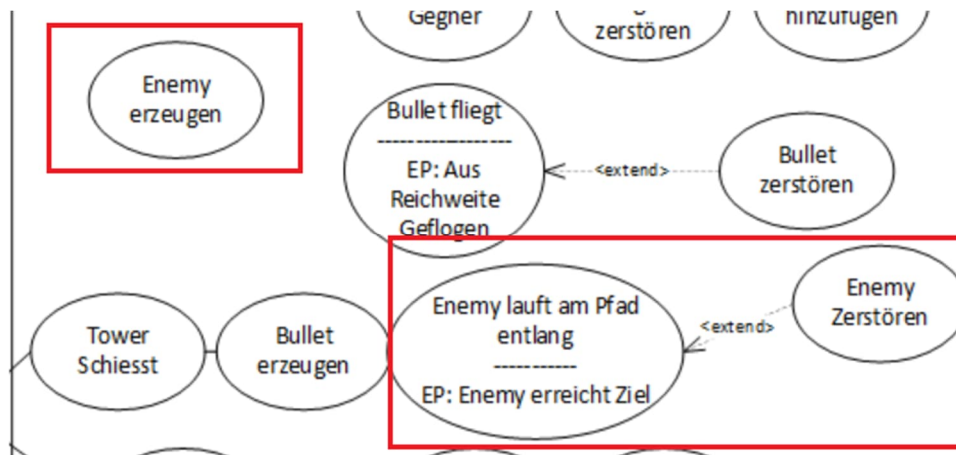 Gegner
zerstören
hinzufügen
Enemy
erzeugen
Bullet fliegt
EP: Aus
Reichweite
Geflogen
<extend>
Bullet
zerstören
Tower
Schiesst
Bullet
erzeugen
Enemy lauft am Pfad
entlang
EP: Enemy erreicht Ziel
<extend>
Enemy
Zerstören